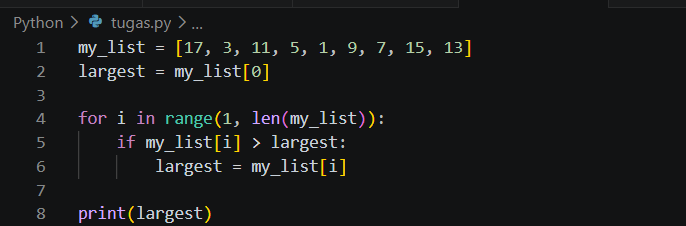 Python > tugas.py > ...
1 my_list = [17, 3, 11, 5, 1, 9, 7, 15, 13]
2 largest = my_list[0]
3
4 for i in range(1, len(my_list)):
5     if my_list[i] > largest:
6         largest = my_list[i]
7
8 print(largest)